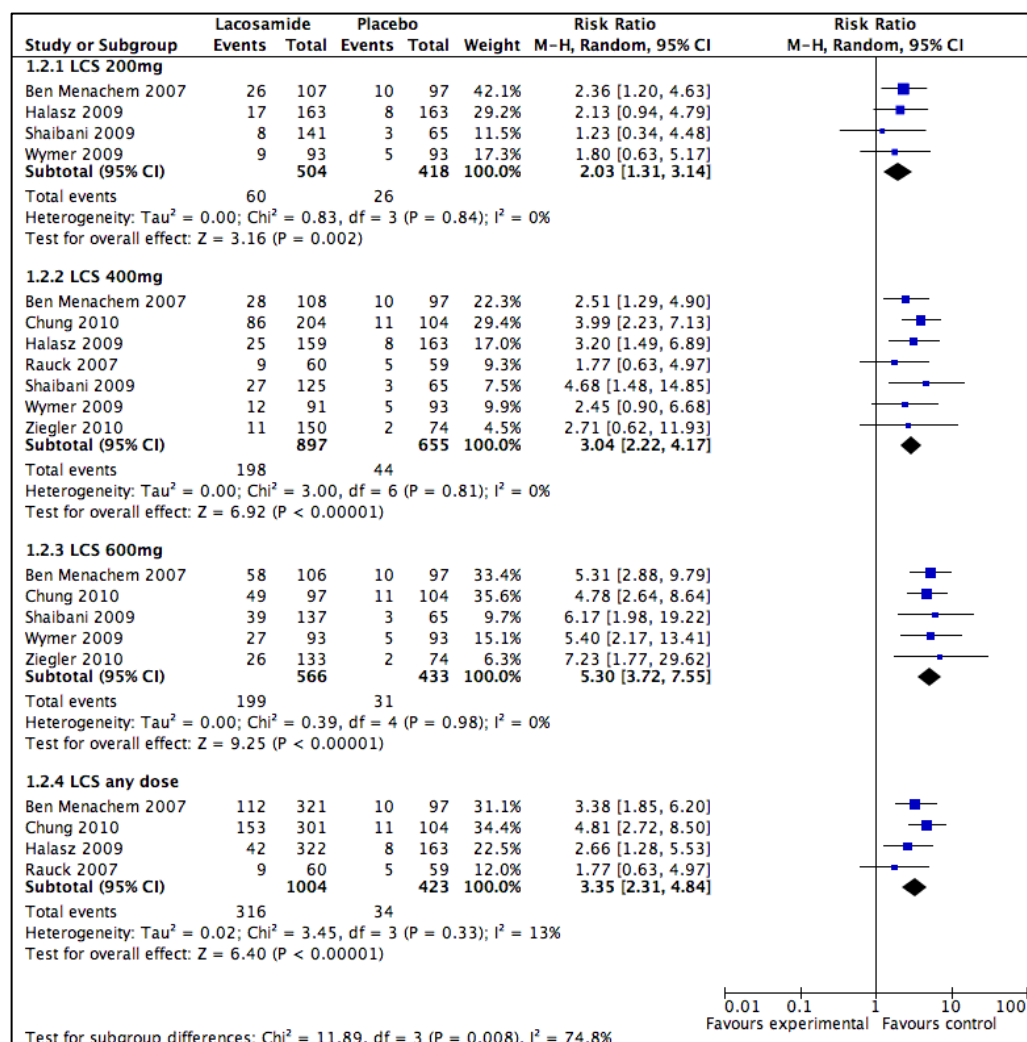 Lacosamide Placebo Risk Ratio Risk Ratio
Study or Subgroup Events Total Events Total Weight M-H, Random, 95% CI M-H, Random, 95% CI
1.2.1 LCS 200mg
Ben Menachem 2007 26 107 10 97 42.1% 2.36 [1.20, 4.63]
Halasz 2009 17 163 8 163 29.2% 2.13 [0.94, 4.79]
Shaibani 2009 8 141 3 65 11.5% 1.23 [0.34, 4.48]
Wymer 2009 9 93 5 93 17.3% 1.80 [0.63, 5.17]
Subtotal (95% CI) 504 418 100.0% 2.03 [1.31, 3.14]
Total events 60 26
Heterogeneity: Tau² = 0.00; Chi² = 0.83, df = 3 (P = 0.84); I² = 0%
Test for overall effect: Z = 3.16 (P = 0.002)
1.2.2 LCS 400mg
Ben Menachem 2007 28 108 10 97 22.3% 2.51 [1.29, 4.90]
Chung 2010 86 204 11 104 29.4% 3.99 [2.23, 7.13]
Halasz 2009 25 159 8 163 17.0% 3.20 [1.49, 6.89]
Rauck 2007 9 60 5 59 9.3% 1.77 [0.63, 4.97]
Shaibani 2009 27 125 3 65 7.5% 4.68 [1.48, 14.85]
Wymer 2009 12 91 5 93 9.9% 2.45 [0.90, 6.68]
Ziegler 2010 11 150 2 74 4.5% 2.71 [0.62, 11.93]
Subtotal (95% CI) 897 655 100.0% 3.04 [2.22, 4.17]
Total events 198 44
Heterogeneity: Tau² = 0.00; Chi² = 3.00, df = 6 (P = 0.81); I² = 0%
Test for overall effect: Z = 6.92 (P < 0.00001)
1.2.3 LCS 600mg
Ben Menachem 2007 58 106 10 97 33.4% 5.31 [2.88, 9.79]
Chung 2010 49 97 11 104 35.6% 4.78 [2.64, 8.64]
Shaibani 2009 39 137 3 65 9.7% 6.17 [1.98, 19.22]
Wymer 2009 27 93 5 93 15.1% 5.40 [2.17, 13.41]
Ziegler 2010 26 133 2 74 6.3% 7.23 [1.77, 29.62]
Subtotal (95% CI) 566 433 100.0% 5.30 [3.72, 7.55]
Total events 199 31
Heterogeneity: Tau² = 0.00; Chi² = 0.39, df = 4 (P = 0.98); I² = 0%
Test for overall effect: Z = 9.25 (P < 0.00001)
1.2.4 LCS any dose
Ben Menachem 2007 112 321 10 97 31.1% 3.38 [1.85, 6.20]
Chung 2010 153 301 11 104 34.4% 4.81 [2.72, 8.50]
Halasz 2009 42 322 8 163 22.5% 2.66 [1.28, 5.53]
Rauck 2007 9 60 5 59 12.0% 1.77 [0.63, 4.97]
Subtotal (95% CI) 1004 423 100.0% 3.35 [2.31, 4.84]
Total events 316 34
Heterogeneity: Tau² = 0.02; Chi² = 3.45, df = 3 (P = 0.33); I² = 13%
Test for overall effect: Z = 6.40 (P < 0.00001)
0.01 0.1 1 10 100
Favours experimental Favours control
Test for subgroup differences: Chi² = 11.89, df = 3 (P = 0.008), I² = 74.8%